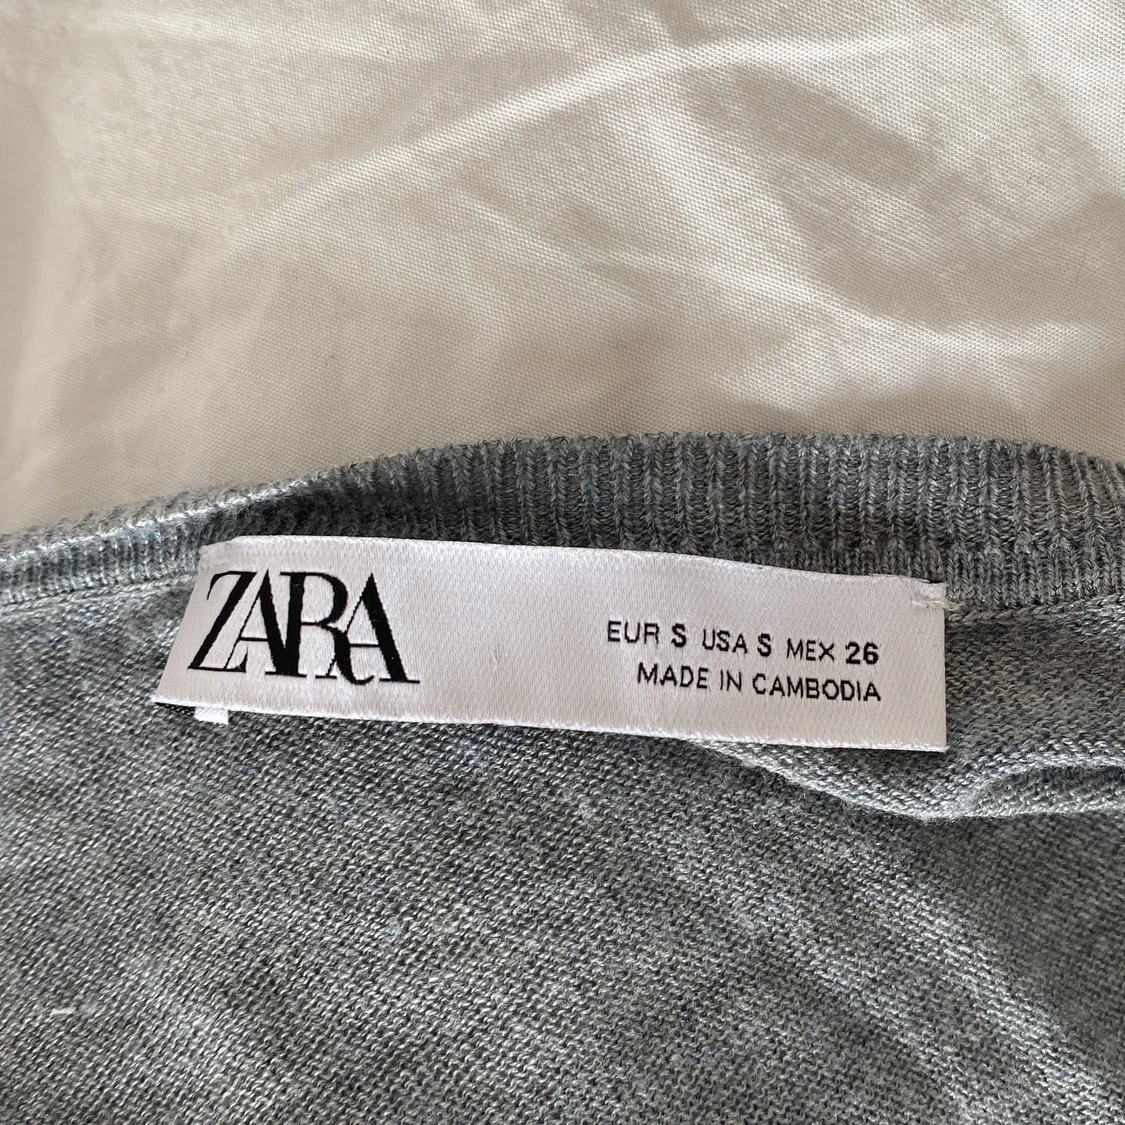 ZARA
EUR S USA S MEX 26
MADE IN CAMBODIA